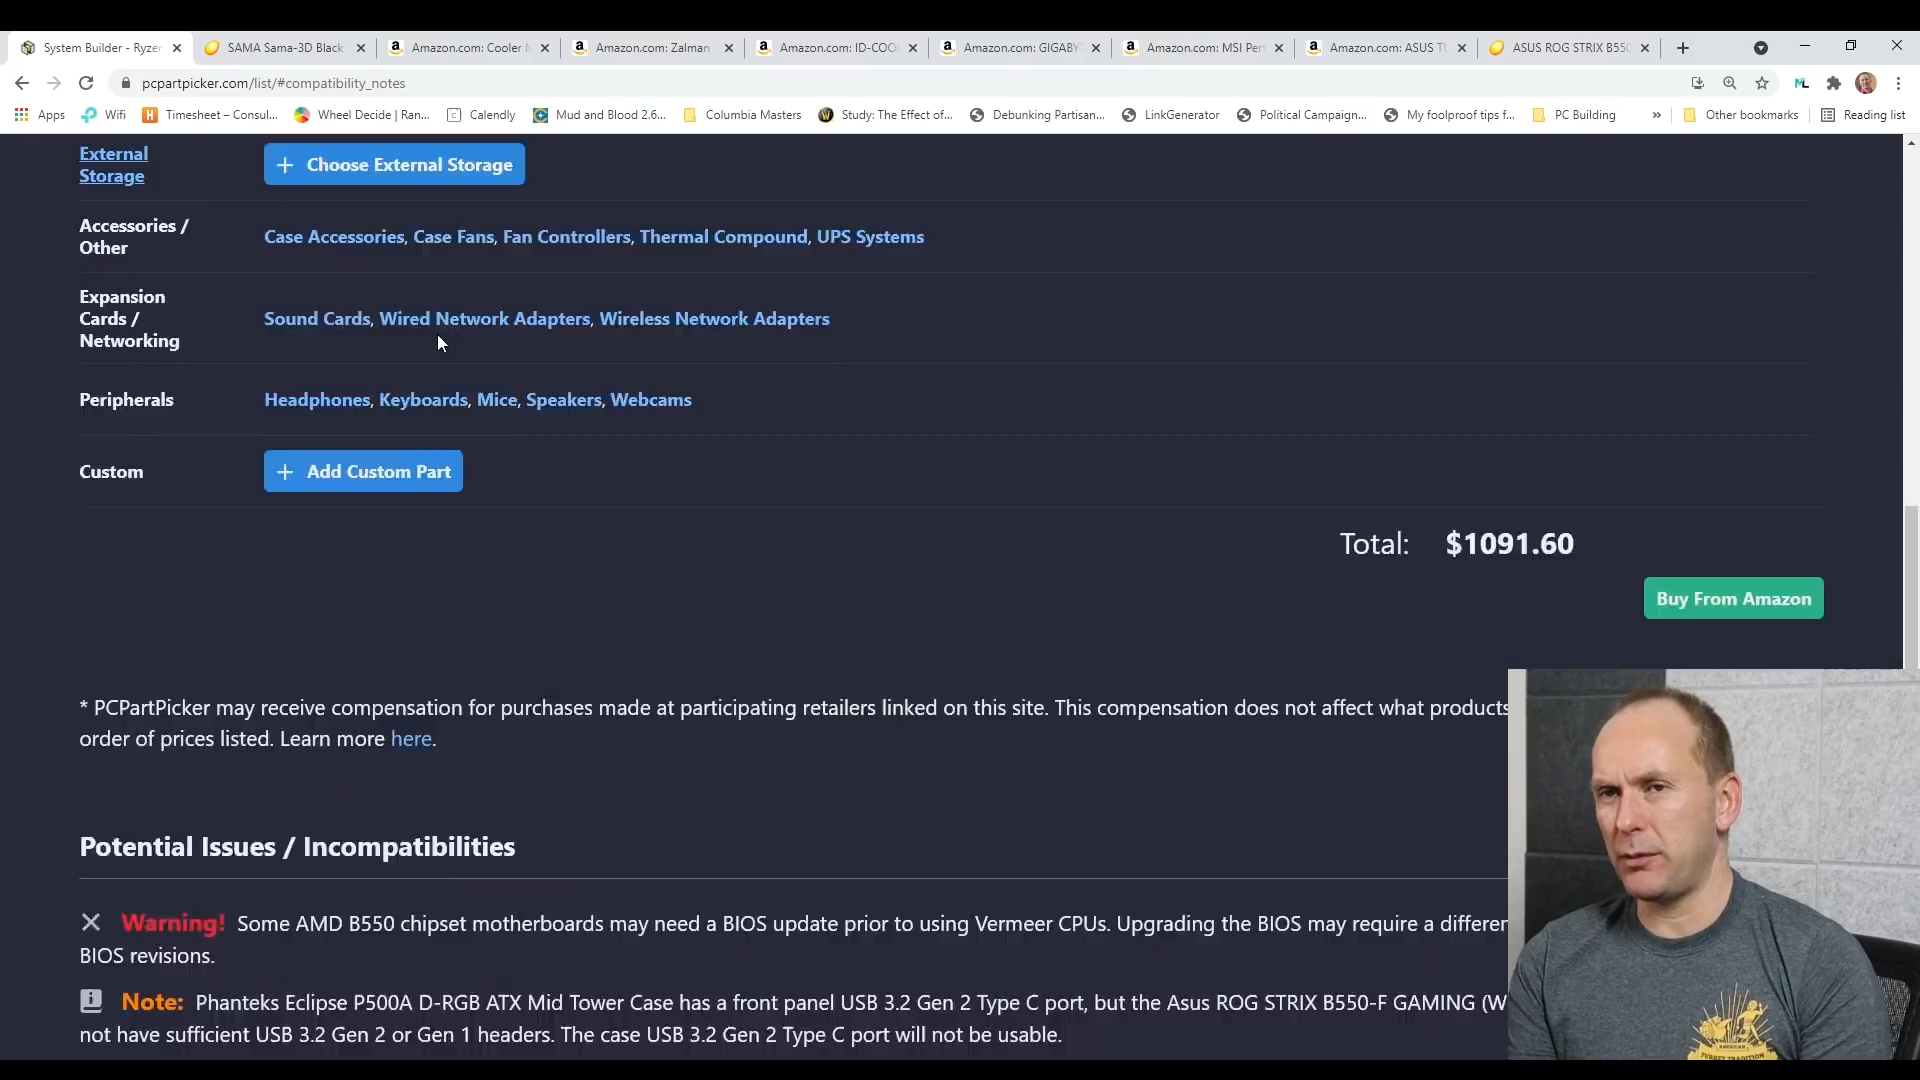 System Builder - Ryzen
SAMA Sama-3D Black
Amazon.com: Cooler M
Amazon.com: Zalman
Amazon.com: ID-COO
Amazon.com: GIGABY
Amazon.com: MSI Per
Amazon.com: ASUS TU
ASUS ROG STRIX B550
pcpartpicker.com/list/#compatibility_notes
Apps
Wifi
Timesheet – Consul...
Wheel Decide | Ran...
Calendly
Mud and Blood 2.6...
Columbia Masters
Study: The Effect of...
Debunking Partisan...
LinkGenerator
Political Campaign...
My foolproof tips f...
PC Building
»
Other bookmarks
Reading list
External
Storage
+ Choose External Storage
Accessories /
Other
Case Accessories, Case Fans, Fan Controllers, Thermal Compound, UPS Systems
Expansion
Cards /
Networking
Sound Cards, Wired Network Adapters, Wireless Network Adapters
Peripherals
Headphones, Keyboards, Mice, Speakers, Webcams
Custom
+ Add Custom Part
Total: $1091.60
Buy From Amazon
* PCPartPicker may receive compensation for purchases made at participating retailers linked on this site. This compensation does not affect what products
order of prices listed. Learn more here.
Potential Issues / Incompatibilities
Warning! Some AMD B550 chipset motherboards may need a BIOS update prior to using Vermeer CPUs. Upgrading the BIOS may require a differen
BIOS revisions.
Note: Phanteks Eclipse P500A D-RGB ATX Mid Tower Case has a front panel USB 3.2 Gen 2 Type C port, but the Asus ROG STRIX B550-F GAMING (W
not have sufficient USB 3.2 Gen 2 or Gen 1 headers. The case USB 3.2 Gen 2 Type C port will not be usable.
AMERICAN
TURKEY TRADITION